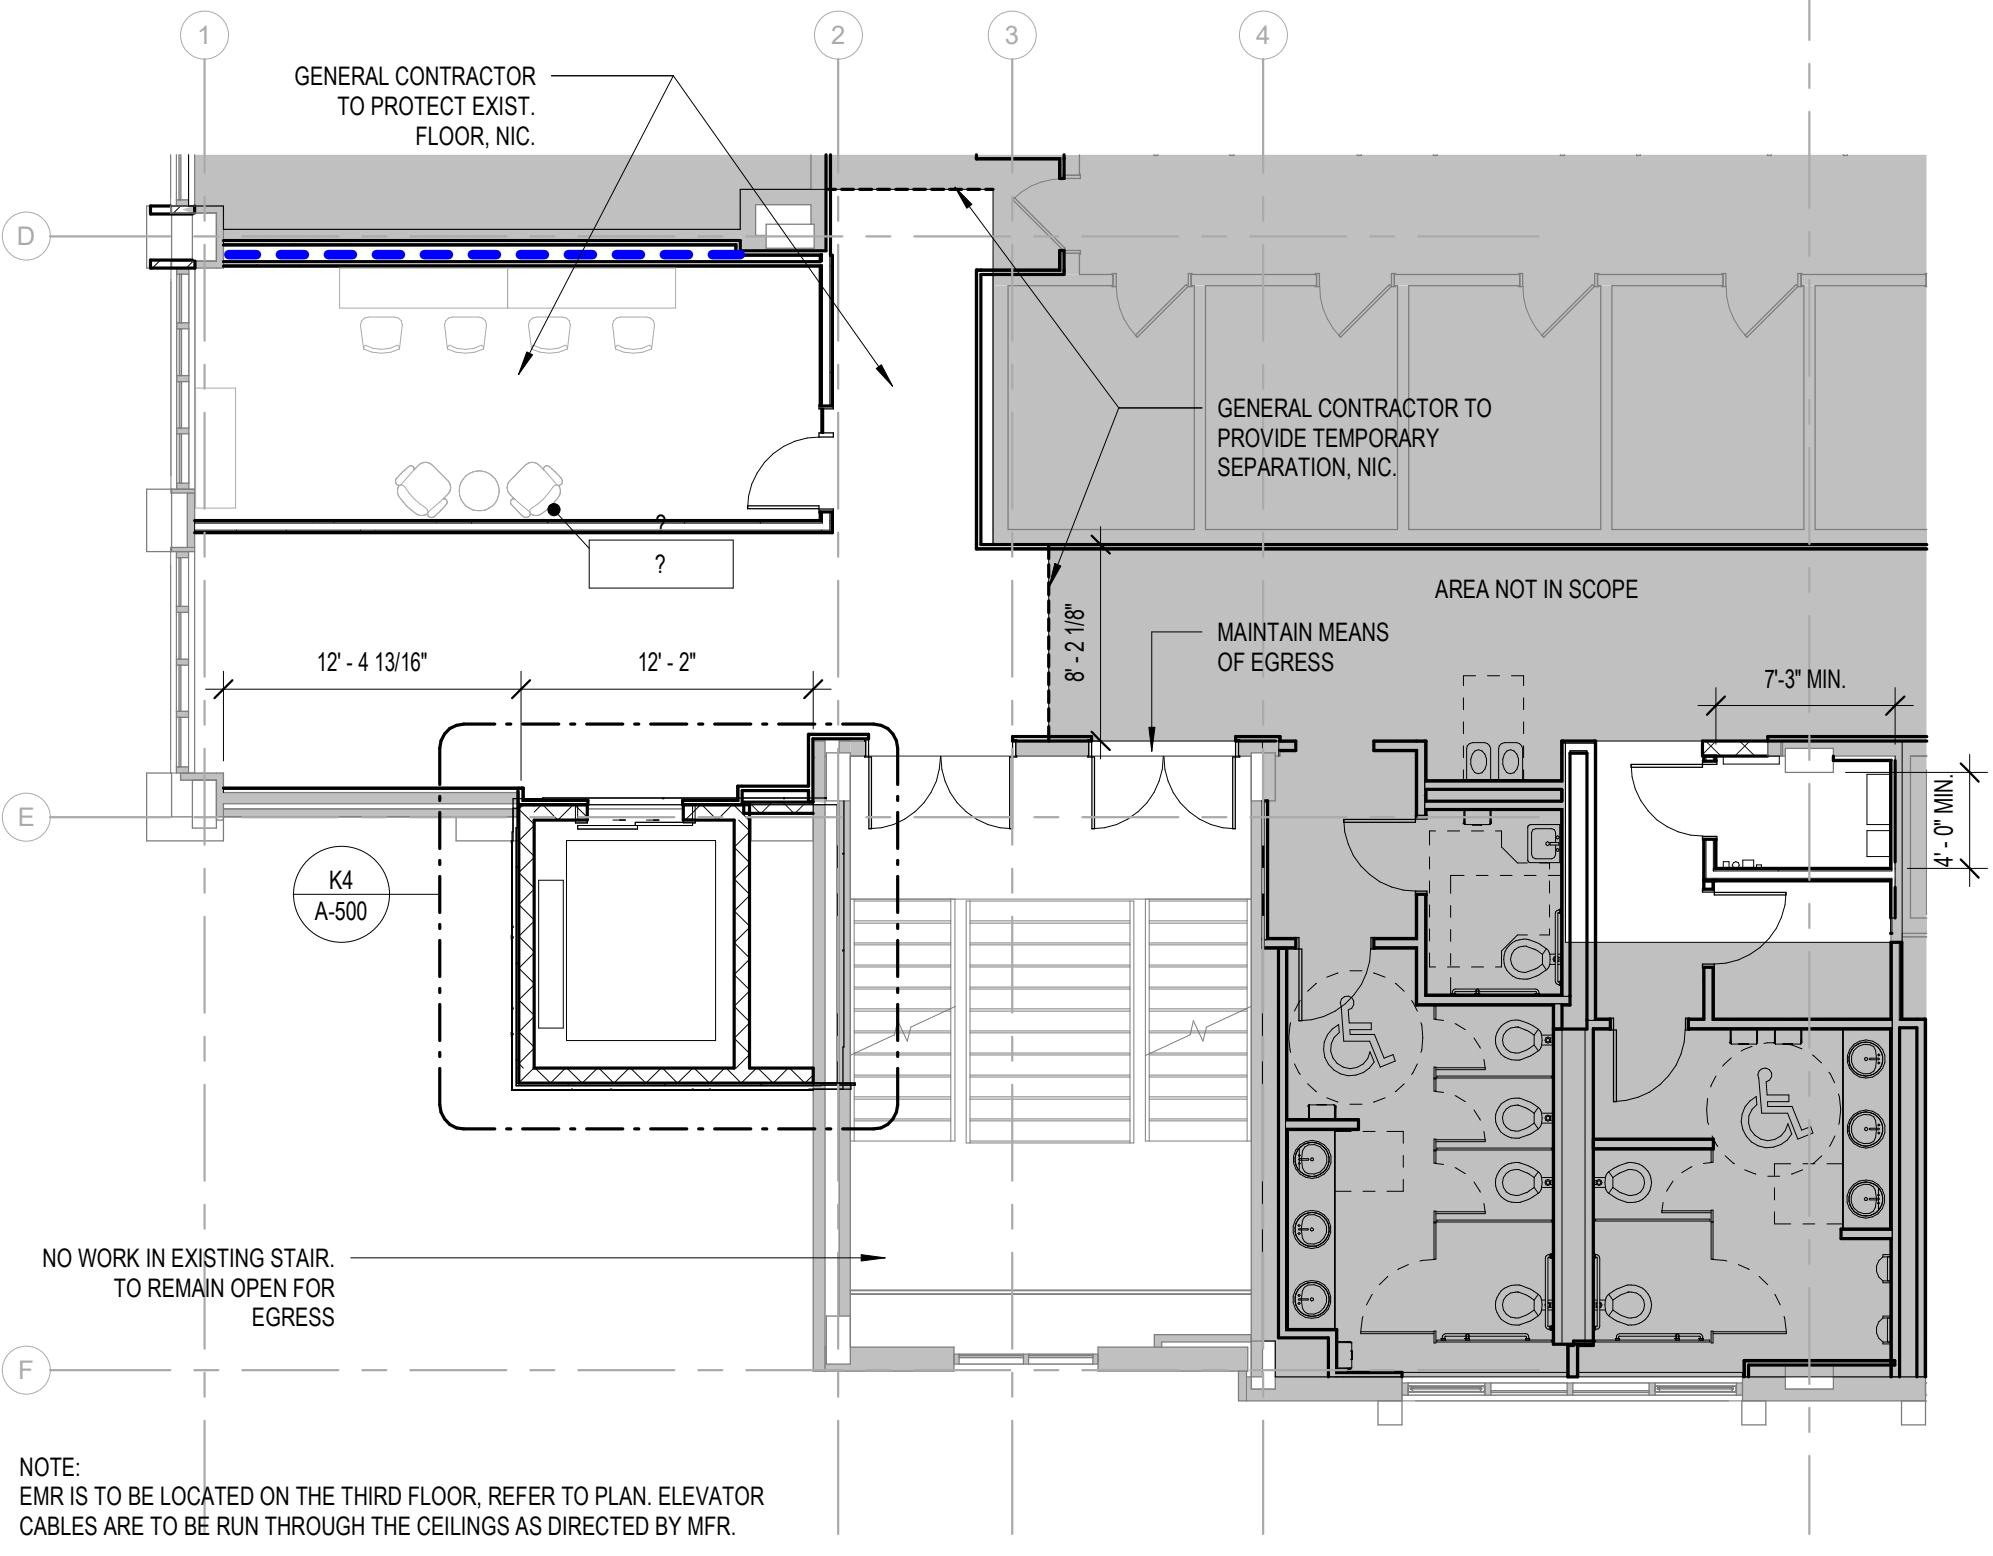 1
2
3
4
GENERAL CONTRACTOR
TO PROTECT EXIST.
FLOOR, NIC.
D
GENERAL CONTRACTOR TO
PROVIDE TEMPORARY
SEPARATION, NIC.
?
?
AREA NOT IN SCOPE
8' - 2 1/8"
MAINTAIN MEANS
OF EGRESS
12' - 4 13/16"
12' - 2"
7'-3" MIN.
4' - 0" MIN.
E
K4
A-500
NO WORK IN EXISTING STAIR.
TO REMAIN OPEN FOR
EGRESS
F
NOTE:
EMR IS TO BE LOCATED ON THE THIRD FLOOR, REFER TO PLAN. ELEVATOR
CABLES ARE TO BE RUN THROUGH THE CEILINGS AS DIRECTED BY MFR.